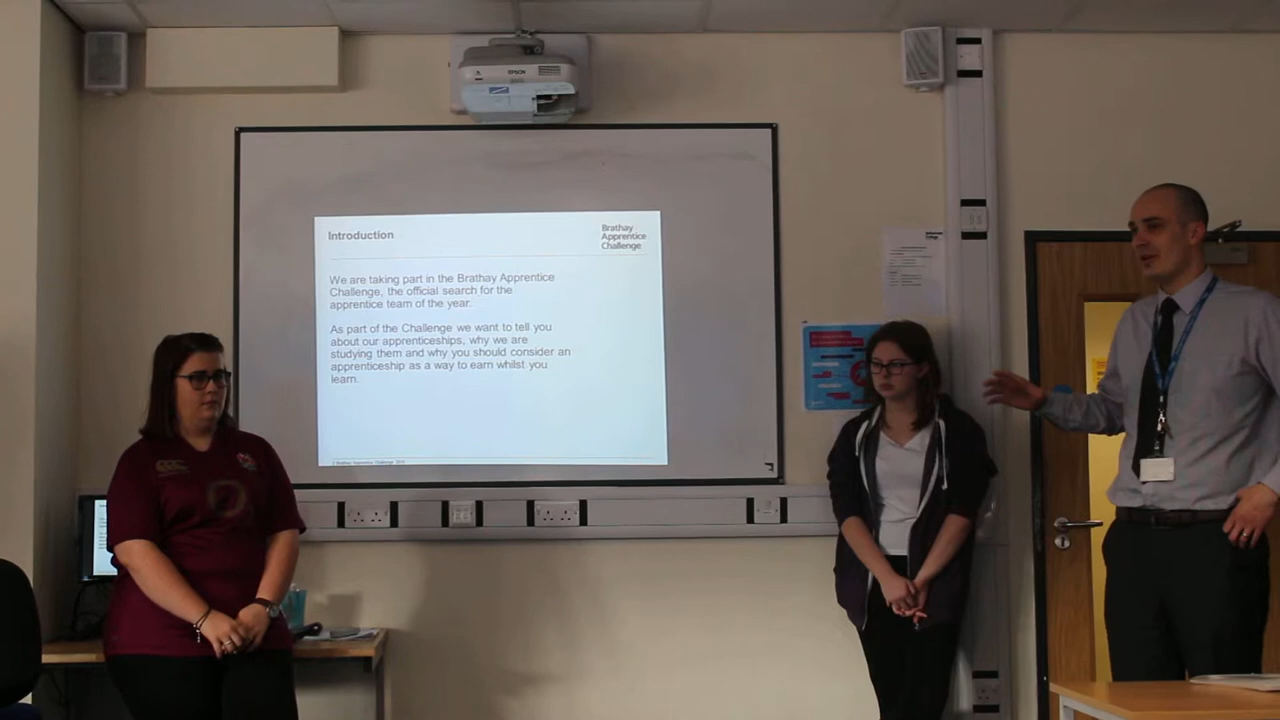 EPSON
Introduction
Brathay
Apprentice
Challenge
We are taking part in the Brathay Apprentice
Challenge, the official search for the
apprentice team of the year.
As part of the Challenge we want to tell you
about our apprenticeships, why we are
studying them and why you should consider an
apprenticeship as a way to earn whilst you
learn.